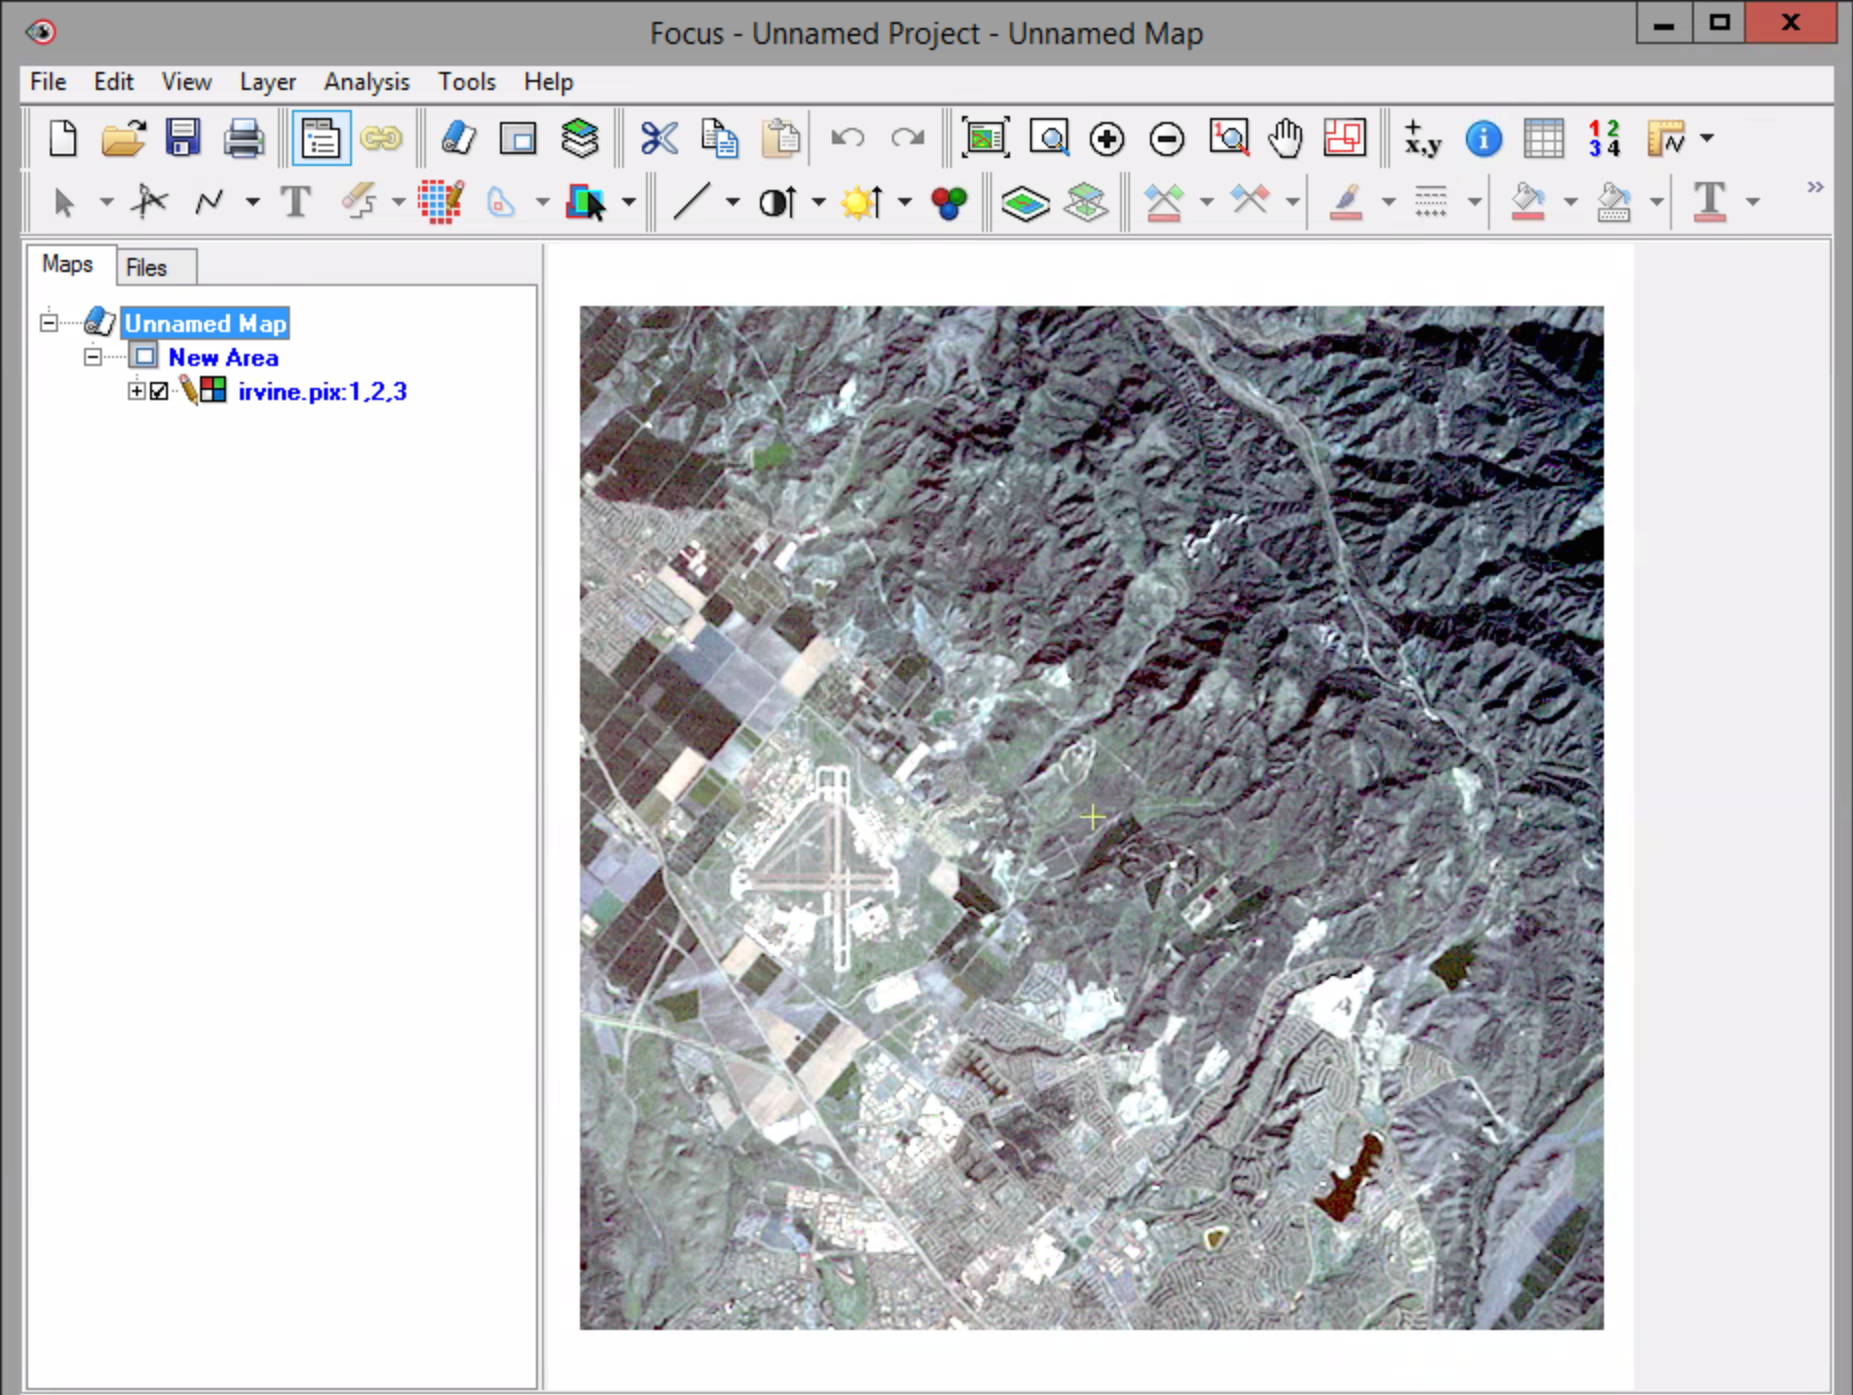 Focus - Unnamed Project - Unnamed Map
File Edit View Layer Analysis Tools Help
+
x,y
i
1 2
3 4
T
T
»
Maps Files
Unnamed Map
New Area
irvine.pix:1,2,3